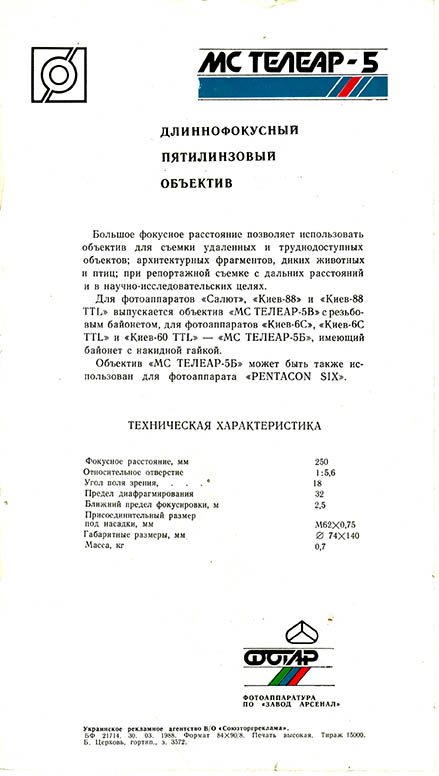 МС ТЕЛЕАР-5
ДЛИННОФОКУСНЫЙ
ПЯТИЛИНЗОВЫЙ
ОБЪЕКТИВ
Большое фокусное расстояние позволяет использовать
объектив для съемки удаленных и труднодоступных
объектов; архитектурных фрагментов, диких животных
и птиц; при репортажной съемке с дальних расстояний
и в научно-исследовательских целях.
Для фотоаппаратов «Салют», «Киев-88» и «Киев-88
TTL» выпускается объектив «МС ТЕЛЕАР-5В» с резьбо-
вым байонетом, для фотоаппаратов «Киев-6С», «Киев-6С
TTL» и «Киев-60 TTL» — «МС ТЕЛЕАР-5Б», имеющий
байонет с накидной гайкой.
Объектив «МС ТЕЛЕАР-5Б» может быть также ис-
пользован для фотоаппарата «PENTACON SIX».
ТЕХНИЧЕСКАЯ ХАРАКТЕРИСТИКА
Фокусное расстояние, мм 250
Относительное отверстие 1:5,6
Угол поля зрения, . . . ° 18
Предел диафрагмирования 32
Ближний предел фокусировки, м 2,5
Присоединительный размер
под насадки, мм М62×0,75
Габаритные размеры, мм ∅ 74×140
Масса, кг 0,7
ФОТАР
ФОТОАППАРАТУРА
ПО «ЗАВОД АРСЕНАЛ»
Украинское рекламное агентство В/О «Союзторгреклама».
БФ 21714. 30. 03. 1988. Формат 84×90/8. Печать высокая. Тираж 15000.
Б. Церковь, гортип., з. 3572.